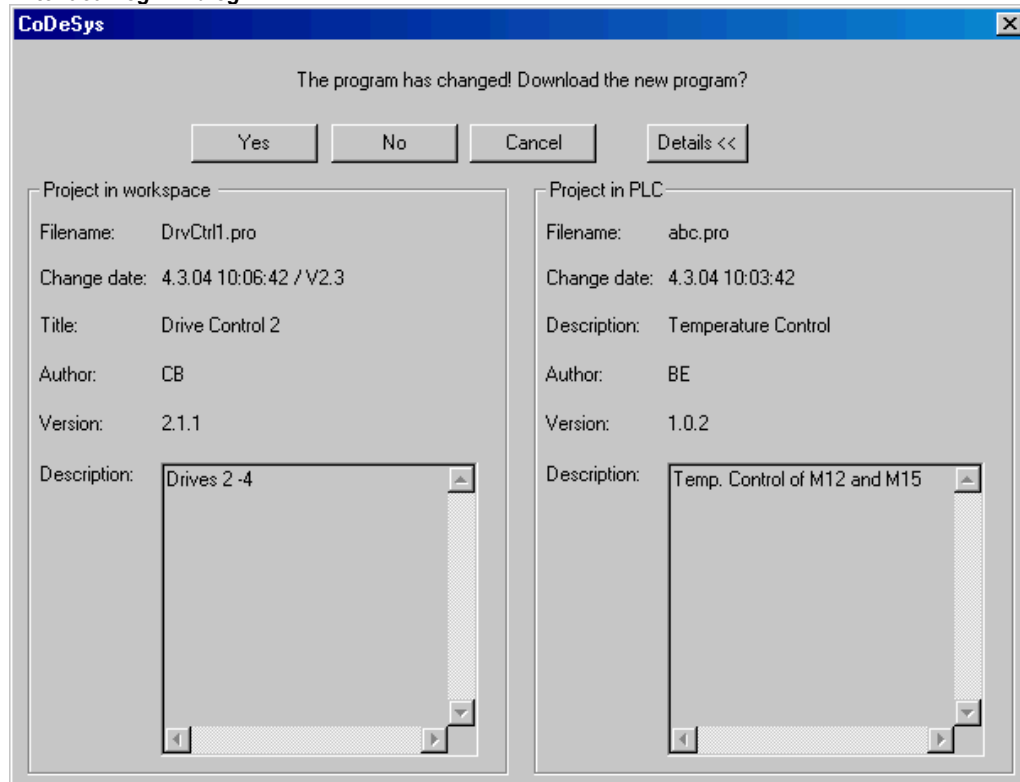 CoDeSys
The program has changed! Download the new program?
Yes No Cancel Details <<
Project in workspace
Filename: DrvCtrl1.pro
Change date: 4.3.04 10:06:42 / V2.3
Title: Drive Control 2
Author: CB
Version: 2.1.1
Description: Drives 2 -4
Project in PLC
Filename: abc.pro
Change date: 4.3.04 10:03:42
Description: Temperature Control
Author: BE
Version: 1.0.2
Description: Temp. Control of M12 and M15